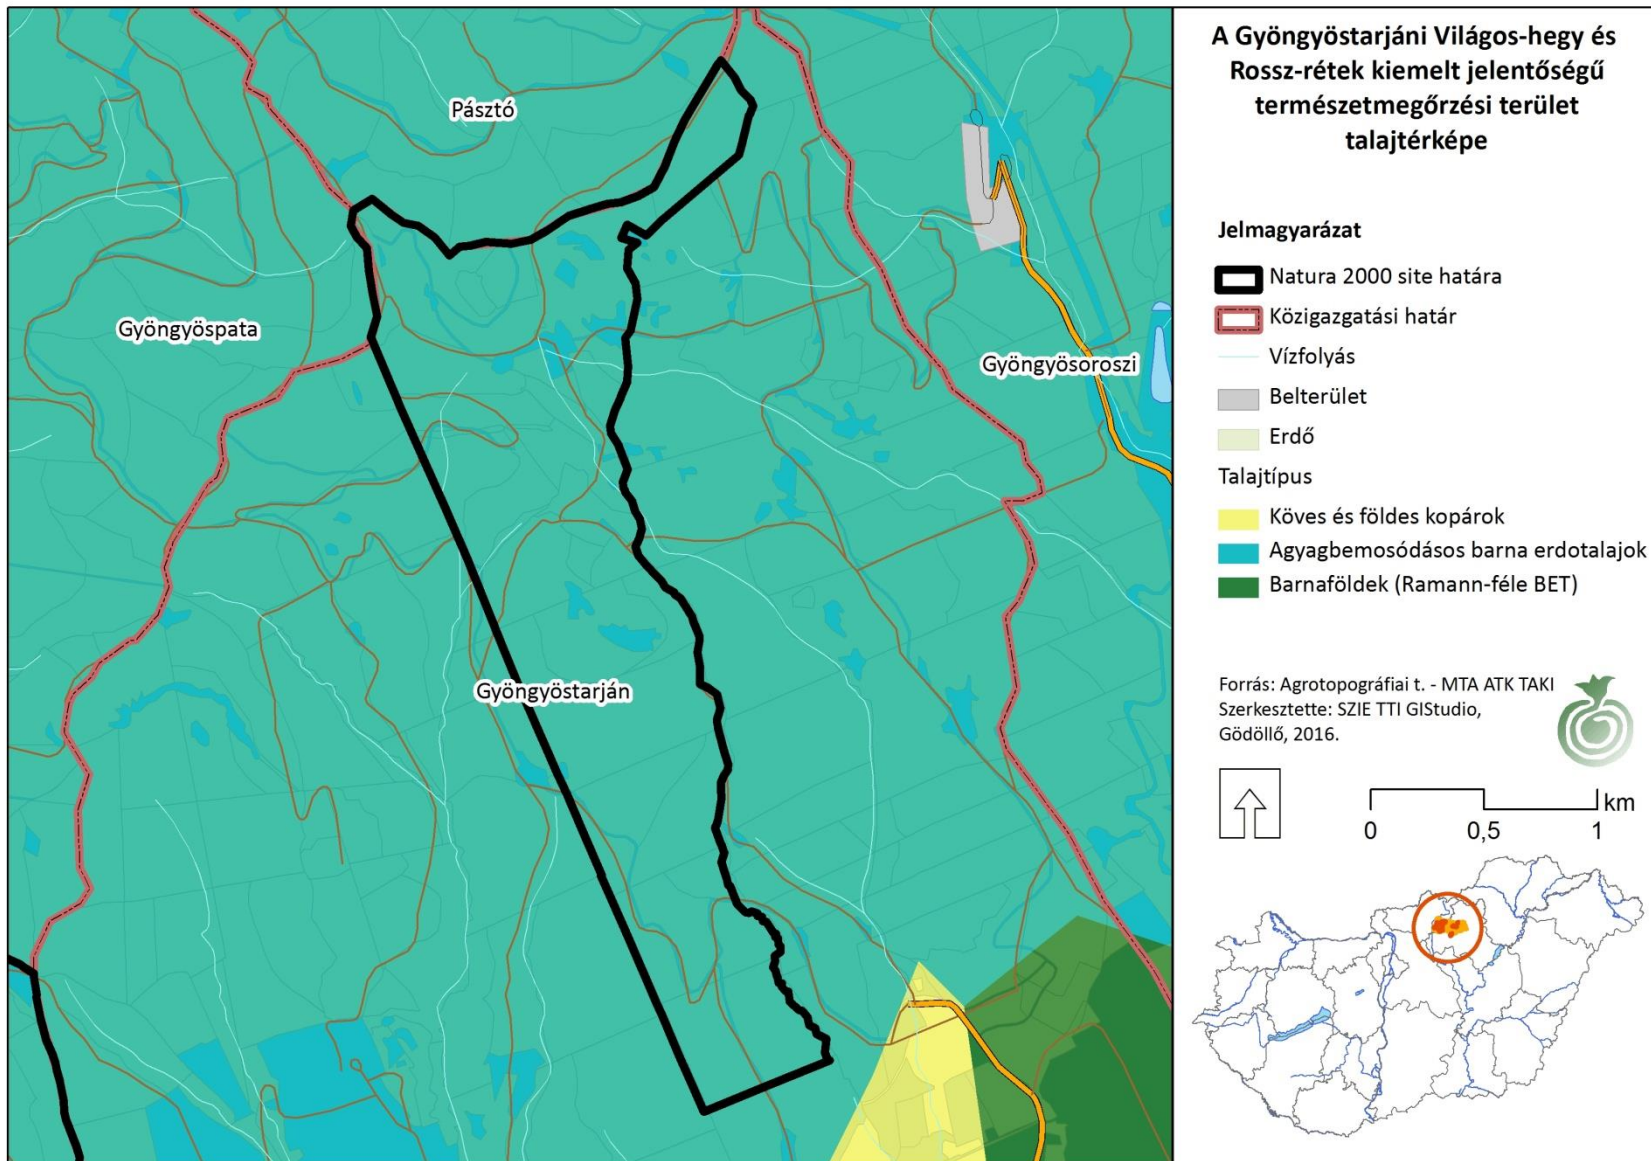 A Gyöngyöstarjáni Világos-hegy és
Rossz-rétek kiemelt jelentőségű
természetmegőrzési terület
talajtérképe
Pásztó
Gyöngyöspata
Gyöngyösoroszi
Gyöngyöstarján
Jelmagyarázat
Natura 2000 site határa
Közigazgatási határ
Vízfolyás
Belterület
Erdő
Talajtípus
Köves és földes kopárok
Agyagbemosódásos barna erdotalajok
Barnaföldek (Ramann-féle BET)
Forrás: Agrotopográfiai t. - MTA ATK TAKI
Szerkesztette: SZIE TTI GIStudio,
Gödöllő, 2016.
km
0 0,5 1